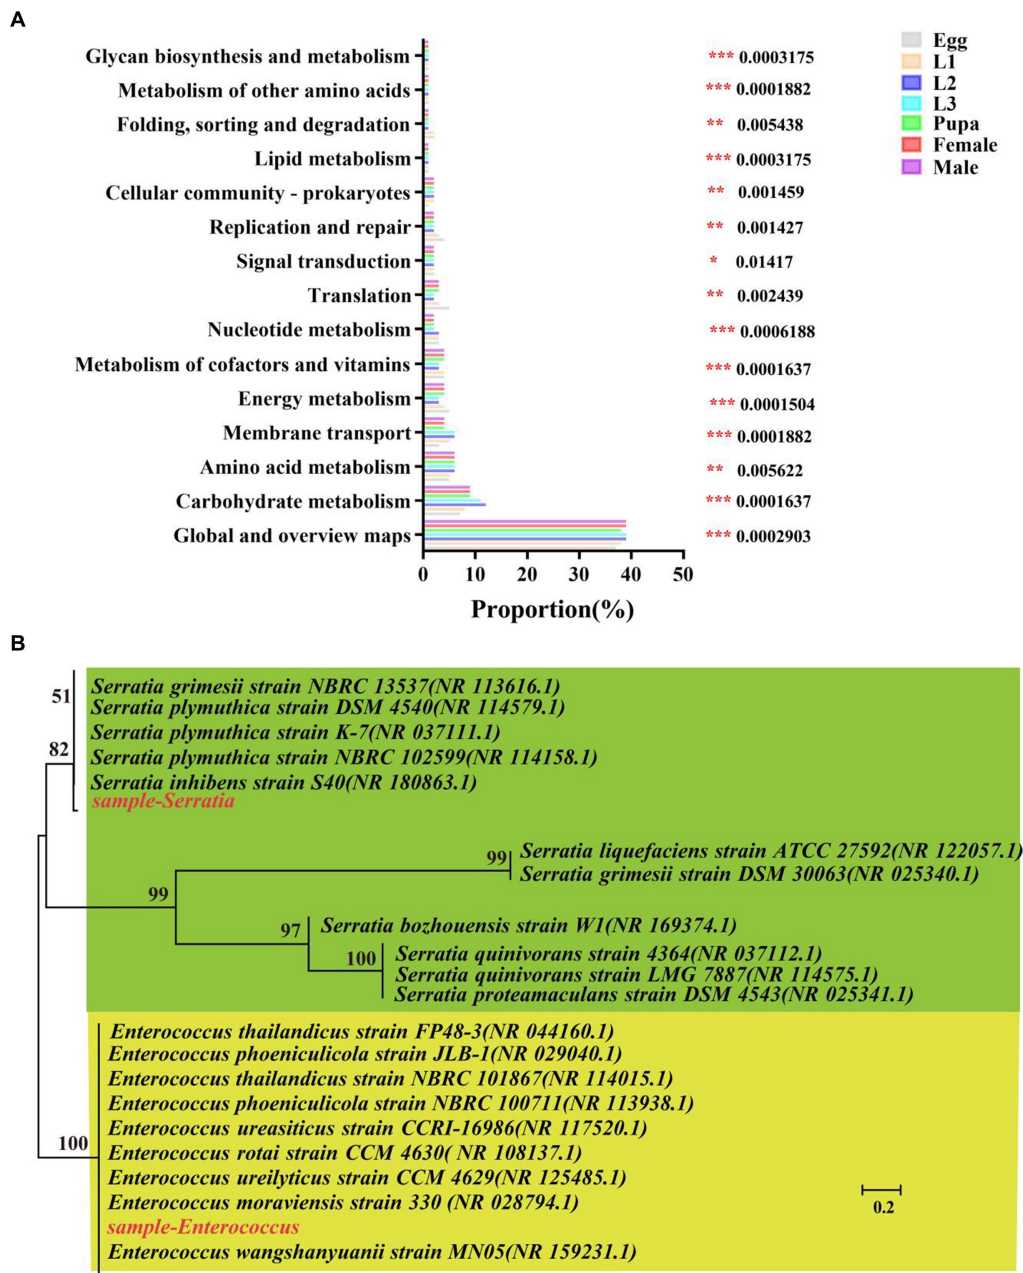 A
Glycan biosynthesis and metabolism *** 0.0003175
Metabolism of other amino acids *** 0.0001882
Folding, sorting and degradation ** 0.005438
Lipid metabolism *** 0.0003175
Cellular community - prokaryotes ** 0.001459
Replication and repair ** 0.001427
Signal transduction * 0.01417
Translation ** 0.002439
Nucleotide metabolism *** 0.0006188
Metabolism of cofactors and vitamins *** 0.0001637
Energy metabolism *** 0.0001504
Membrane transport *** 0.0001882
Amino acid metabolism ** 0.005622
Carbohydrate metabolism *** 0.0001637
Global and overview maps *** 0.0002903
0 10 20 30 40 50
Proportion(%)
Egg
L1
L2
L3
Pupa
Female
Male
B
51
Serratia grimesii strain NBRC 13537(NR 113616.1)
Serratia plymuthica strain DSM 4540(NR 114579.1)
Serratia plymuthica strain K-7(NR 037111.1)
82
Serratia plymuthica strain NBRC 102599(NR 114158.1)
Serratia inhibens strain S40(NR 180863.1)
sample-Serratia
99
Serratia liquefaciens strain ATCC 27592(NR 122057.1)
Serratia grimesii strain DSM 30063(NR 025340.1)
99
97
Serratia bozhouensis strain W1(NR 169374.1)
100
Serratia quinivorans strain 4364(NR 037112.1)
Serratia quinivorans strain LMG 7887(NR 114575.1)
Serratia proteamaculans strain DSM 4543(NR 025341.1)
Enterococcus thailandicus strain FP48-3(NR 044160.1)
Enterococcus phoeniculicola strain JLB-1(NR 029040.1)
Enterococcus thailandicus strain NBRC 101867(NR 114015.1)
Enterococcus phoeniculicola strain NBRC 100711(NR 113938.1)
Enterococcus ureasiticus strain CCRI-16986(NR 117520.1)
100
Enterococcus rotai strain CCM 4630( NR 108137.1)
Enterococcus ureilyticus strain CCM 4629(NR 125485.1)
Enterococcus moraviensis strain 330 (NR 028794.1)
sample-Enterococcus
Enterococcus wangshanyuanii strain MN05(NR 159231.1)
0.2